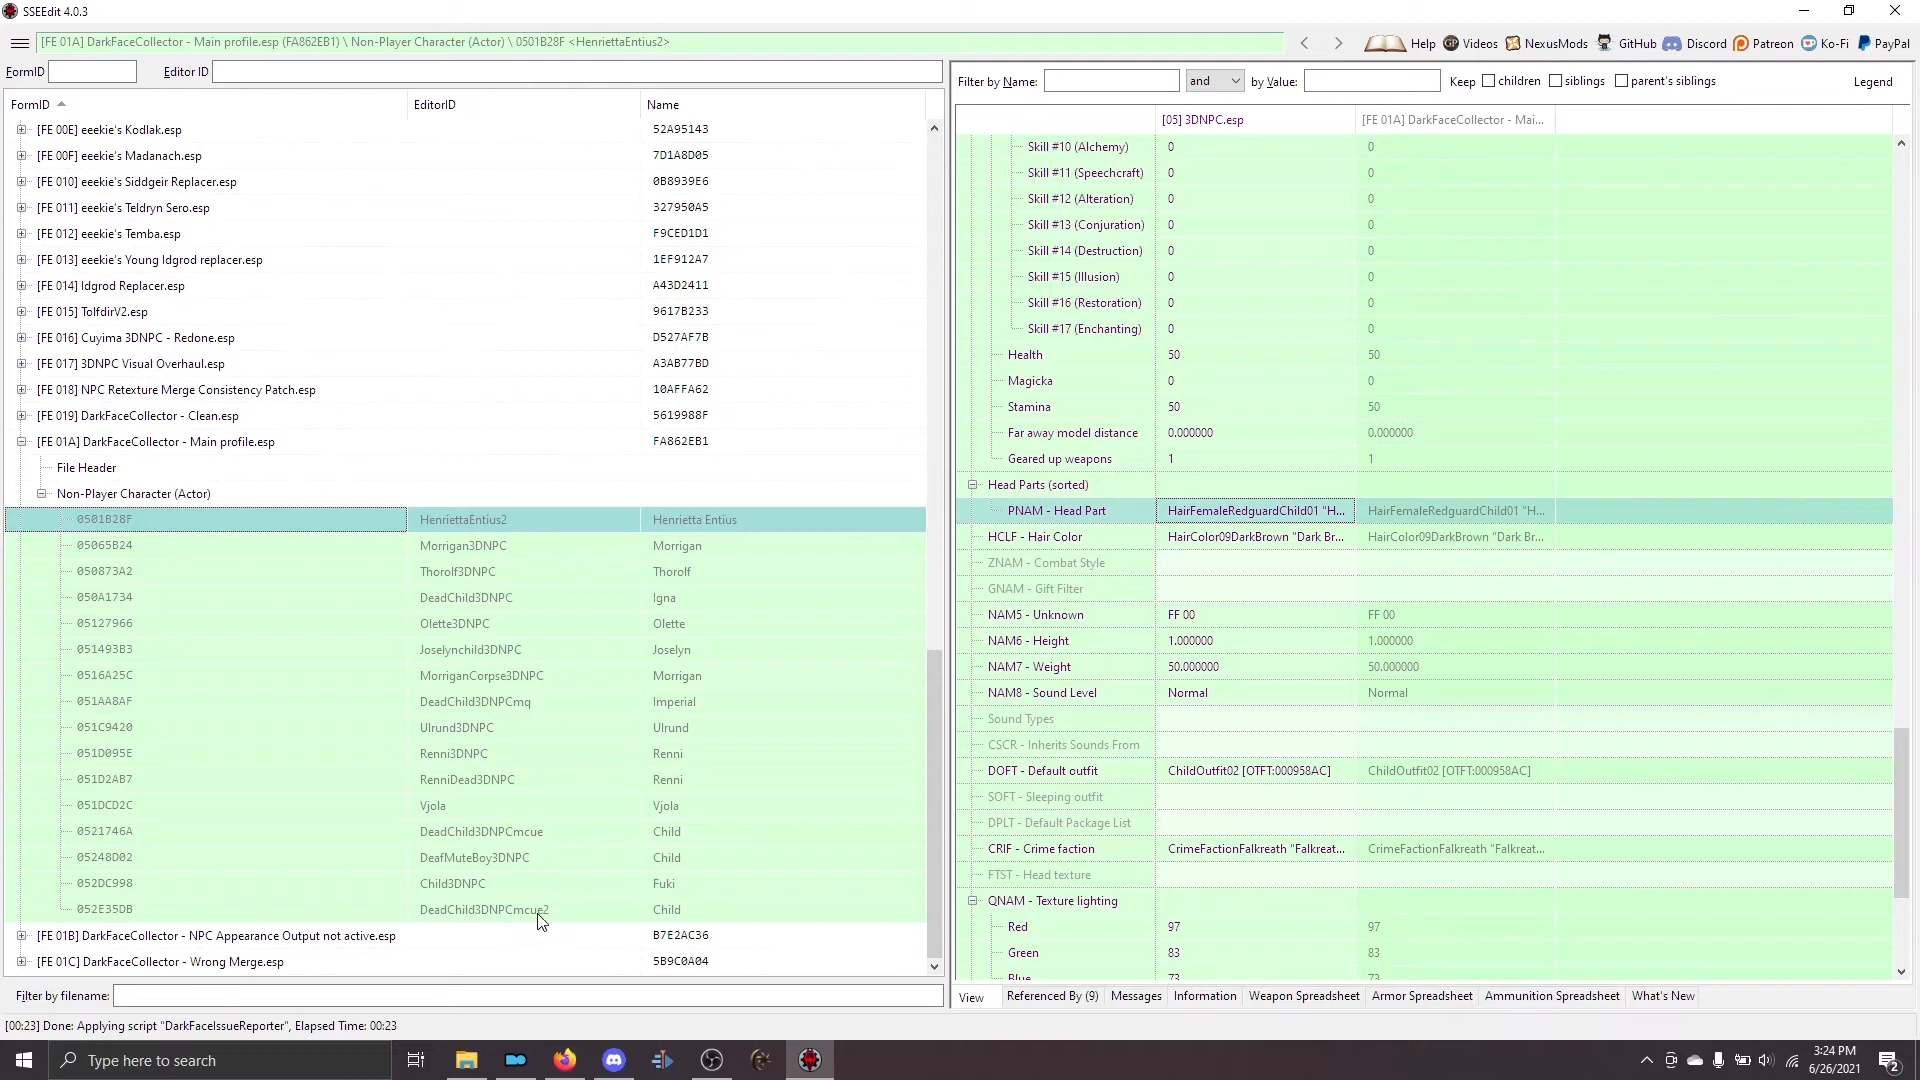 SSEEdit 4.0.3
[FE 01A] DarkFaceCollector - Main profile.esp (FA862EB1) \ Non-Player Character (Actor) \ 0501B28F <HenriettaEntius2>
Help Videos NexusMods GitHub Discord Patreon Ko-Fi PayPal
FormID Editor ID
FormID EditorID Name
[FE 00E] eeekie's Kodlak.esp 52A95143
[FE 00F] eeekie's Madanach.esp 7D1A8D05
[FE 010] eeekie's Siddgeir Replacer.esp 0B8939E6
[FE 011] eeekie's Teldryn Sero.esp 327950A5
[FE 012] eeekie's Temba.esp F9CED1D1
[FE 013] eeekie's Young Idgrod replacer.esp 1EF912A7
[FE 014] Idgrod Replacer.esp A43D2411
[FE 015] TolfdirV2.esp 9617B233
[FE 016] Cuyima 3DNPC - Redone.esp D527AF7B
[FE 017] 3DNPC Visual Overhaul.esp A3AB77BD
[FE 018] NPC Retexture Merge Consistency Patch.esp 10AFFA62
[FE 019] DarkFaceCollector - Clean.esp 5619988F
[FE 01A] DarkFaceCollector - Main profile.esp FA862EB1
File Header
Non-Player Character (Actor)
0501B28F HenriettaEntius2 Henrietta Entius
05065B24 Morrigan3DNPC Morrigan
050873A2 Thorolf3DNPC Thorolf
050A1734 DeadChild3DNPC Igna
05127966 Olette3DNPC Olette
051493B3 Joselynchild3DNPC Joselyn
0516A25C MorriganCorpse3DNPC Morrigan
051AA8AF DeadChild3DNPCmq Imperial
051C9420 Ulrund3DNPC Ulrund
051D095E Renni3DNPC Renni
051D2AB7 RenniDead3DNPC Renni
051DCD2C Vjola Vjola
0521746A DeadChild3DNPCmcue Child
05248D02 DeafMuteBoy3DNPC Child
052DC998 Child3DNPC Fuki
052E35DB DeadChild3DNPCmcue2 Child
[FE 01B] DarkFaceCollector - NPC Appearance Output not active.esp B7E2AC36
[FE 01C] DarkFaceCollector - Wrong Merge.esp 5B9C0A04
Filter by filename:
[00:23] Done: Applying script "DarkFaceIssueReporter", Elapsed Time: 00:23
Filter by Name: and by Value: Keep children siblings parent's siblings Legend
[05] 3DNPC.esp [FE 01A] DarkFaceCollector - Mai...
Skill #10 (Alchemy) 0 0
Skill #11 (Speechcraft) 0 0
Skill #12 (Alteration) 0 0
Skill #13 (Conjuration) 0 0
Skill #14 (Destruction) 0 0
Skill #15 (Illusion) 0 0
Skill #16 (Restoration) 0 0
Skill #17 (Enchanting) 0 0
Health 50 50
Magicka 0 0
Stamina 50 50
Far away model distance 0.000000 0.000000
Geared up weapons 1 1
Head Parts (sorted)
PNAM - Head Part HairFemaleRedguardChild01 "H... HairFemaleRedguardChild01 "H...
HCLF - Hair Color HairColor09DarkBrown "Dark Br... HairColor09DarkBrown "Dark Br...
ZNAM - Combat Style
GNAM - Gift Filter
NAM5 - Unknown FF 00 FF 00
NAM6 - Height 1.000000 1.000000
NAM7 - Weight 50.000000 50.000000
NAM8 - Sound Level Normal Normal
Sound Types
CSCR - Inherits Sounds From
DOFT - Default outfit ChildOutfit02 [OTFT:000958AC] ChildOutfit02 [OTFT:000958AC]
SOFT - Sleeping outfit
DPLT - Default Package List
CRIF - Crime faction CrimeFactionFalkreath "Falkreat... CrimeFactionFalkreath "Falkreat...
FTST - Head texture
QNAM - Texture lighting
Red 97 97
Green 83 83
Blue 73 73
View Referenced By (9) Messages Information Weapon Spreadsheet Armor Spreadsheet Ammunition Spreadsheet What's New
Type here to search
3:24 PM
6/26/2021
2